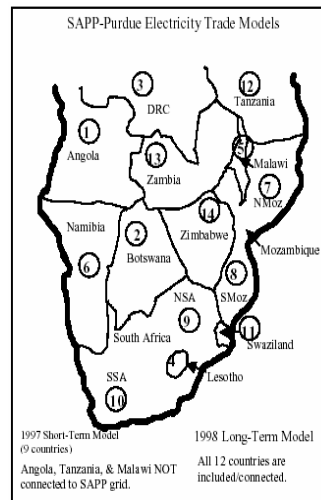 SAPP-Purdue Electricity Trade Models
3
DRC
12
Tanzania
1
Angola
13
Zambia
5
Malawi
7
NMoz
Namibia
6
2
Botswana
14
Zimbabwe
Mozambique
8
SMoz
NSA
9
South Africa
11
Swaziland
4
Lesotho
SSA
10
1997 Short-Term Model
(9 countries)
Angola, Tanzania, & Malawi NOT
connected to SAPP grid.
1998 Long-Term Model
All 12 countries are
included/connected.